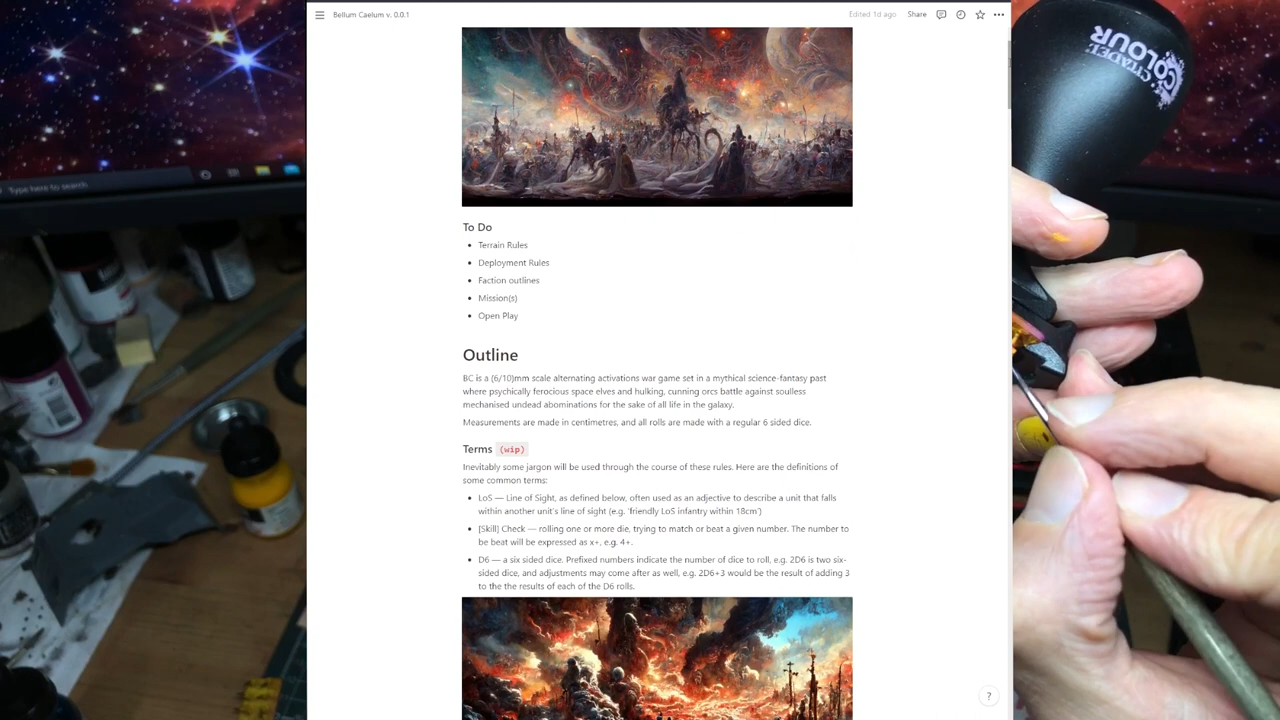 Bellum Caelum v. 0.0.1
Edited 1d ago
Share
Type here to search
CITADEL
COLOUR
To Do
• Terrain Rules
• Deployment Rules
• Faction outlines
• Mission(s)
• Open Play
Outline
BC is a (6/10)mm scale alternating activations war game set in a mythical science-fantasy past
where psychically ferocious space elves and hulking, cunning orcs battle against soulless
mechanised undead abominations for the sake of all life in the galaxy.
Measurements are made in centimetres, and all rolls are made with a regular 6 sided dice.
Terms (wip)
Inevitably some jargon will be used through the course of these rules. Here are the definitions of
some common terms:
• LoS — Line of Sight, as defined below, often used as an adjective to describe a unit that falls
within another unit's line of sight (e.g. 'friendly LoS infantry within 18cm')
• [Skill] Check — rolling one or more die, trying to match or beat a given number. The number to
be beat will be expressed as x+, e.g. 4+.
• D6 — a six sided dice. Prefixed numbers indicate the number of dice to roll, e.g. 2D6 is two six-
sided dice, and adjustments may come after as well, e.g. 2D6+3 would be the result of adding 3
to the the results of each of the D6 rolls.
?